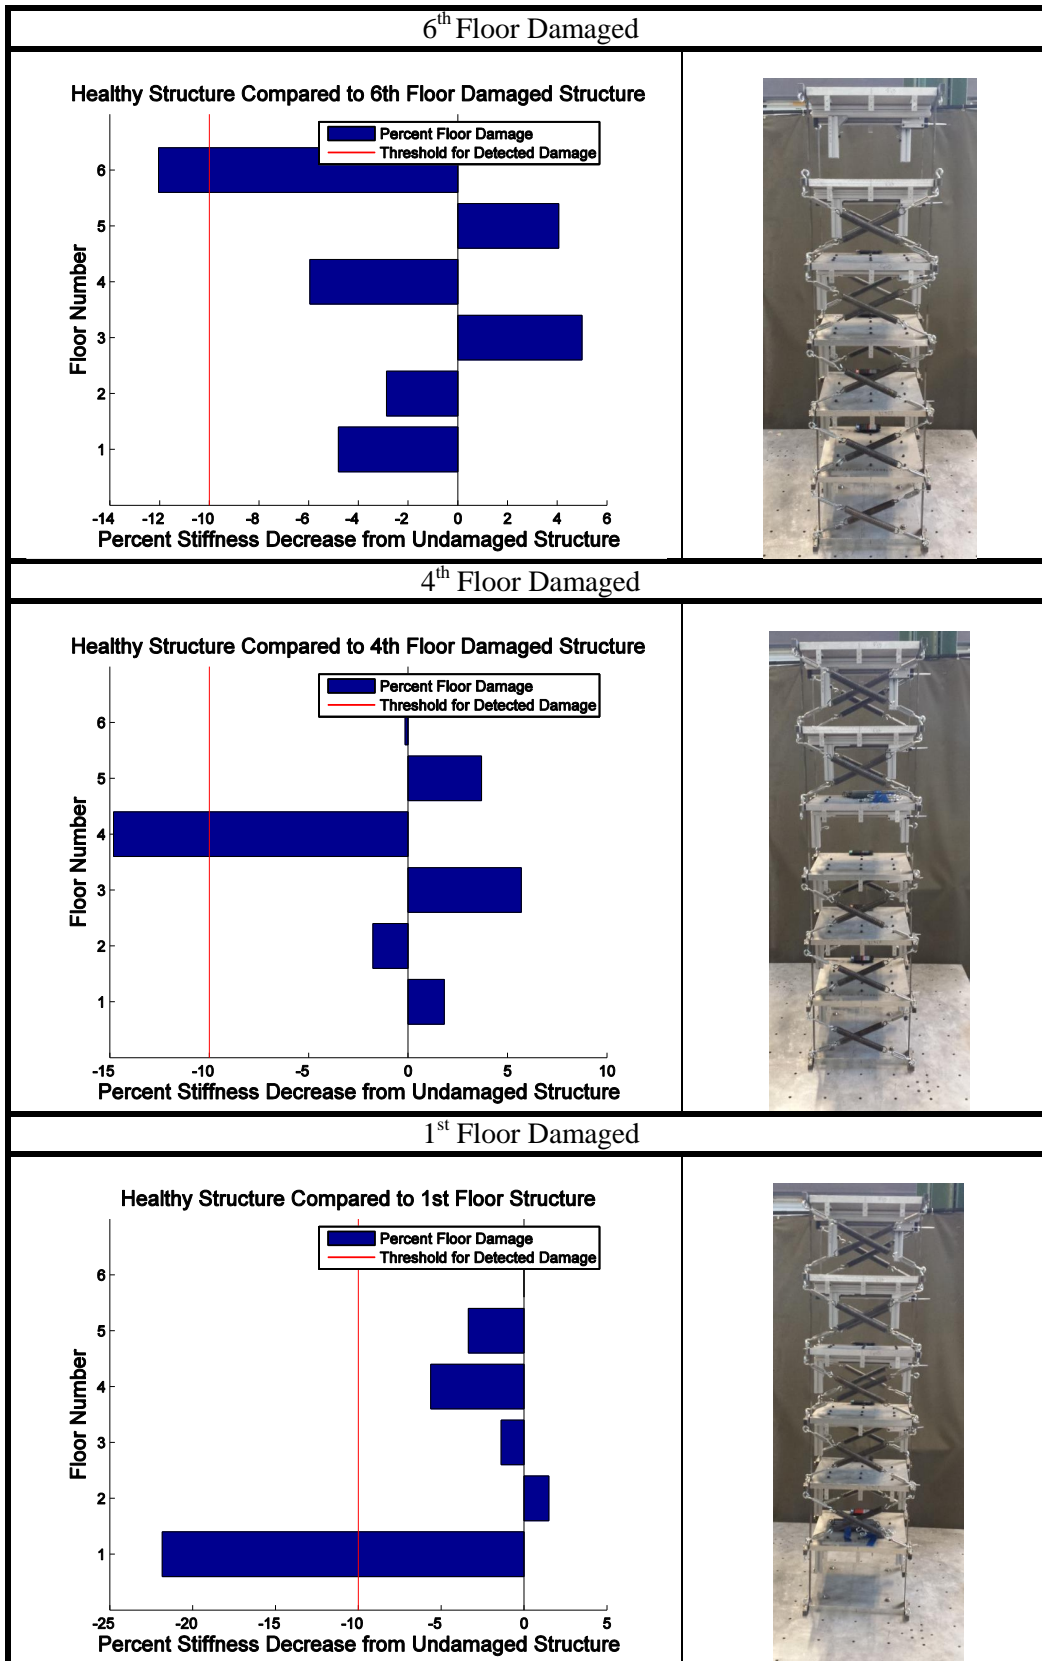 6th Floor Damaged
Healthy Structure Compared to 6th Floor Damaged Structure
Percent Floor Damage
Threshold for Detected Damage
6
5
4
3
2
1
Floor Number
-14 -12 -10 -8 -6 -4 -2 0 2 4 6
Percent Stiffness Decrease from Undamaged Structure
4th Floor Damaged
Healthy Structure Compared to 4th Floor Damaged Structure
Percent Floor Damage
Threshold for Detected Damage
6
5
4
3
2
1
Floor Number
-15 -10 -5 0 5 10
Percent Stiffness Decrease from Undamaged Structure
1st Floor Damaged
Healthy Structure Compared to 1st Floor Structure
Percent Floor Damage
Threshold for Detected Damage
6
5
4
3
2
1
Floor Number
-25 -20 -15 -10 -5 0 5
Percent Stiffness Decrease from Undamaged Structure